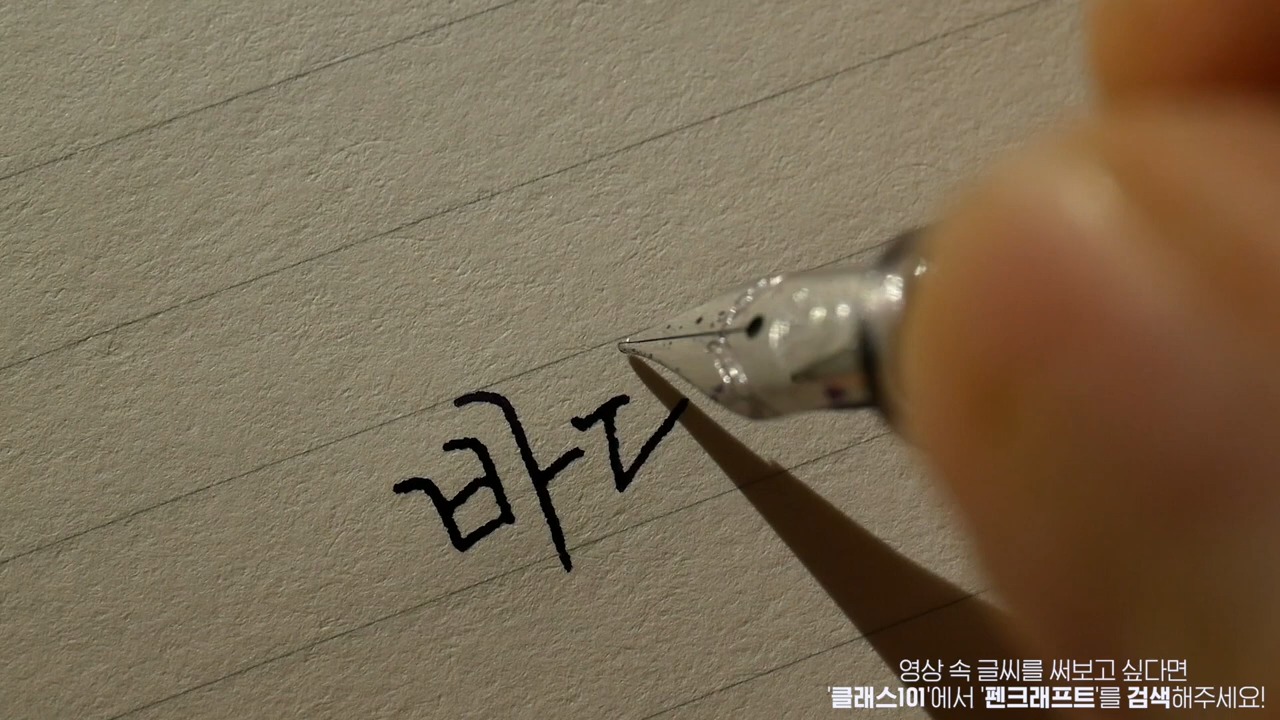 바ㄷ
영상 속 글씨를 써보고 싶다면
'클래스101'에서 '펜크래프트'를 검색해주세요!